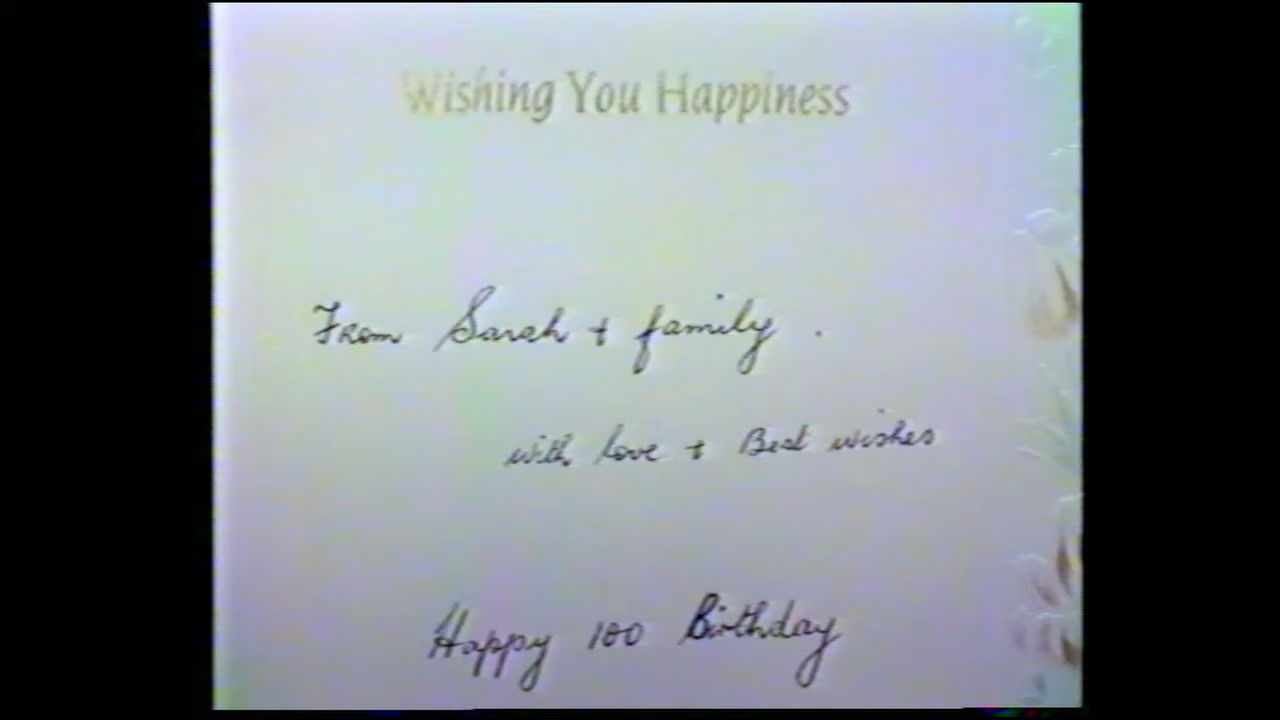 Wishing You Happiness
From Sarah + family .
with love + Best wishes
Happy 100 Birthday